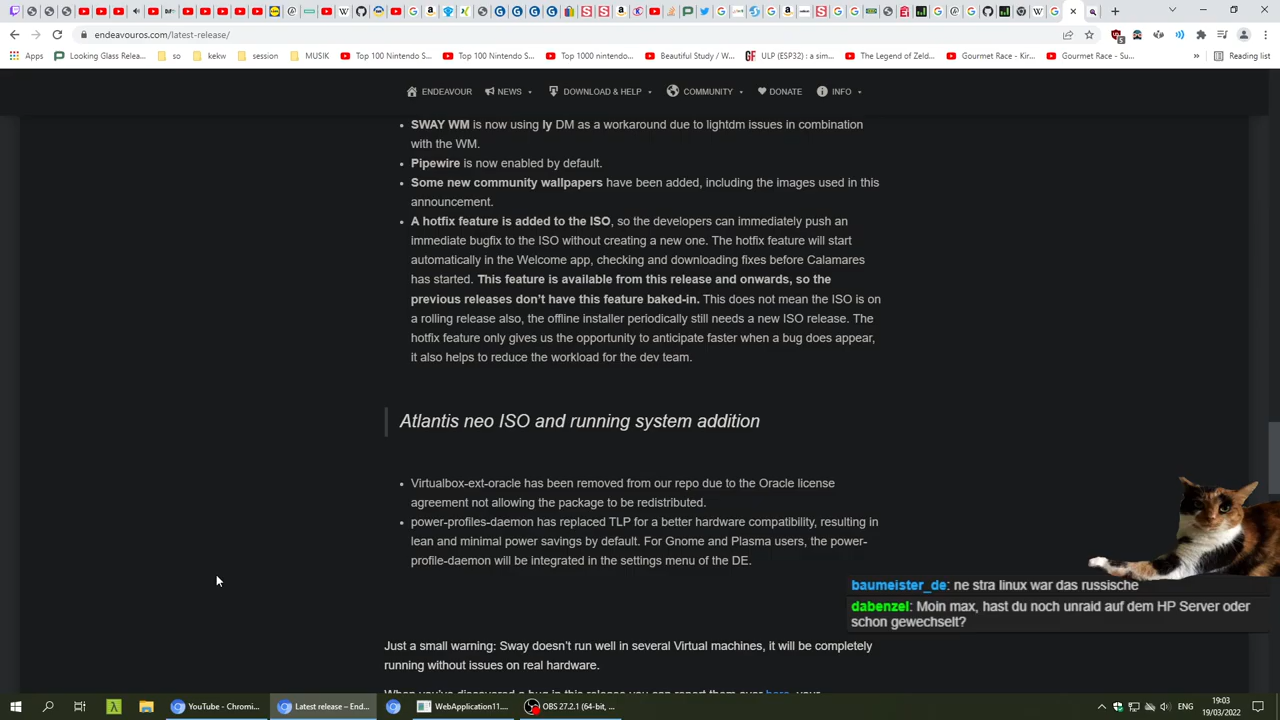 endeavouros.com/latest-release/
Apps
Looking Glass Relea...
so
kekw
session
MUSIK
Top 100 Nintendo S...
Top 100 Nintendo S...
Top 1000 nintendo...
Beautiful Study / W...
ULP (ESP32) : a sim...
The Legend of Zeld...
Gourmet Race - Kir...
Gourmet Race - Su...
»
Reading list
ENDEAVOUR
NEWS
DOWNLOAD & HELP
COMMUNITY
DONATE
INFO
• SWAY WM is now using ly DM as a workaround due to lightdm issues in combination
with the WM.
• Pipewire is now enabled by default.
• Some new community wallpapers have been added, including the images used in this
announcement.
• A hotfix feature is added to the ISO, so the developers can immediately push an
immediate bugfix to the ISO without creating a new one. The hotfix feature will start
automatically in the Welcome app, checking and downloading fixes before Calamares
has started. This feature is available from this release and onwards, so the
previous releases don't have this feature baked-in. This does not mean the ISO is on
a rolling release also, the offline installer periodically still needs a new ISO release. The
hotfix feature only gives us the opportunity to anticipate faster when a bug does appear,
it also helps to reduce the workload for the dev team.
Atlantis neo ISO and running system addition
• Virtualbox-ext-oracle has been removed from our repo due to the Oracle license
agreement not allowing the package to be redistributed.
• power-profiles-daemon has replaced TLP for a better hardware compatibility, resulting in
lean and minimal power savings by default. For Gnome and Plasma users, the power-
profile-daemon will be integrated in the settings menu of the DE.
baumeister_de: ne stra linux war das russische
dabenzel: Moin max, hast du noch unraid auf dem HP Server oder
schon gewechselt?
Just a small warning: Sway doesn't run well in several Virtual machines, it will be completely
running without issues on real hardware.
YouTube - Chromi...
Latest release – End...
WebApplication11...
OBS 27.2.1 (64-bit, ...
ENG
19:03
19/03/2022